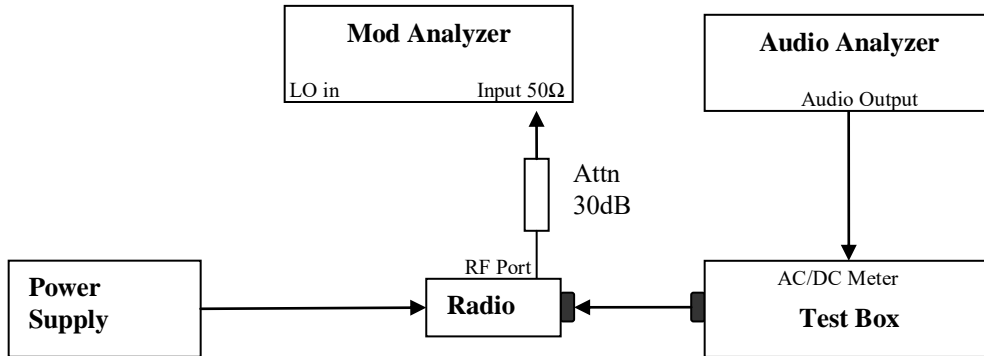 Mod Analyzer
LO in
Input 50Ω
Audio Analyzer
Audio Output
Attn
30dB
RF Port
Power
Supply
Radio
AC/DC Meter
Test Box